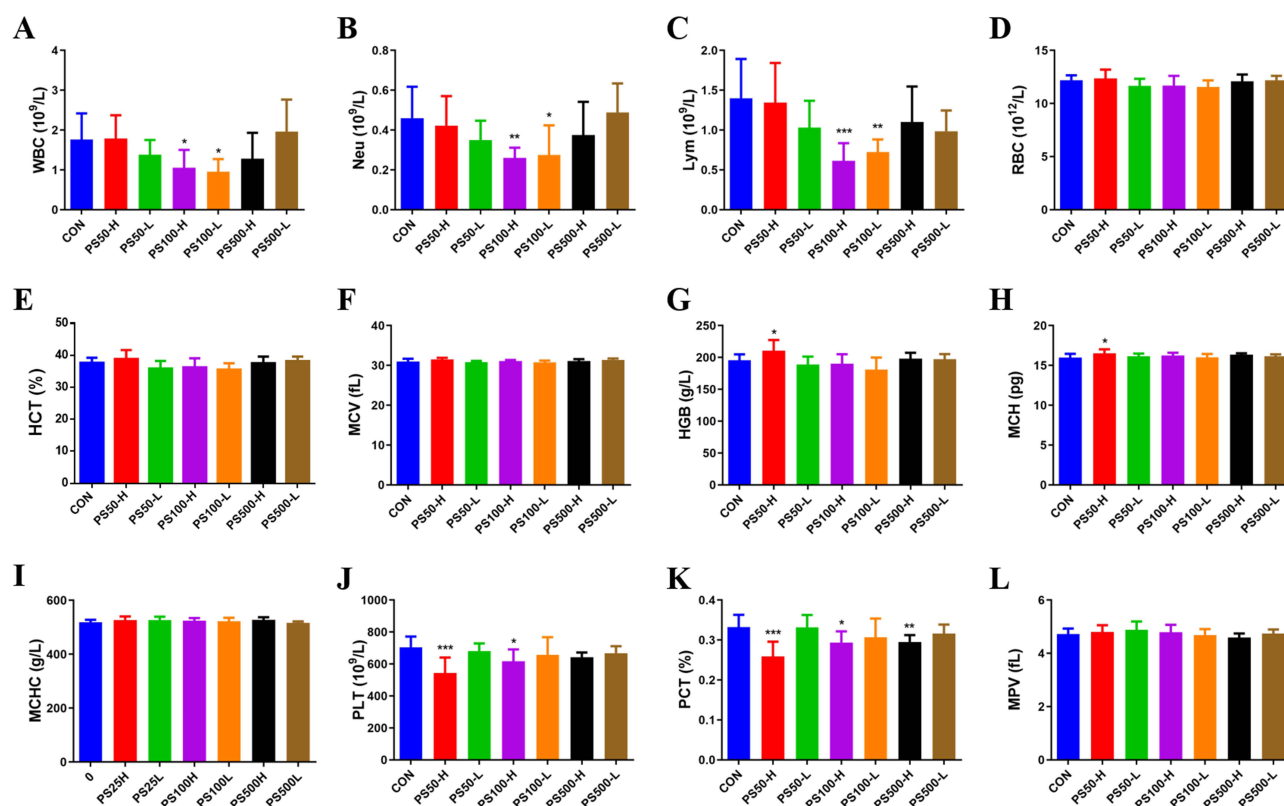 A
WBC (10⁹/L)
4
3
2
1
0
*
*
CON
PS50-H
PS50-L
PS100-H
PS100-L
PS500-H
PS500-L
B
Neu (10⁹/L)
0.8
0.6
0.4
0.2
0.0
**
*
CON
PS50-H
PS50-L
PS100-H
PS100-L
PS500-H
PS500-L
C
Lym (10⁹/L)
2.0
1.5
1.0
0.5
0.0
***
**
CON
PS50-H
PS50-L
PS100-H
PS100-L
PS500-H
PS500-L
D
RBC (10¹²/L)
15
10
5
0
CON
PS50-H
PS50-L
PS100-H
PS100-L
PS500-H
PS500-L
E
HCT (%)
50
40
30
20
10
0
CON
PS50-H
PS50-L
PS100-H
PS100-L
PS500-H
PS500-L
F
MCV (fL)
40
30
20
10
0
CON
PS50-H
PS50-L
PS100-H
PS100-L
PS500-H
PS500-L
G
HGB (g/L)
250
200
150
100
50
0
*
CON
PS50-H
PS50-L
PS100-H
PS100-L
PS500-H
PS500-L
H
MCH (pg)
20
15
10
5
0
*
CON
PS50-H
PS50-L
PS100-H
PS100-L
PS500-H
PS500-L
I
MCHC (g/L)
600
400
200
0
0
PS25H
PS25L
PS100H
PS100L
PS500H
PS500L
J
PLT (10⁹/L)
1000
800
600
400
200
0
***
*
CON
PS50-H
PS50-L
PS100-H
PS100-L
PS500-H
PS500-L
K
PCT (%)
0.4
0.3
0.2
0.1
0.0
***
*
**
CON
PS50-H
PS50-L
PS100-H
PS100-L
PS500-H
PS500-L
L
MPV (fL)
6
4
2
0
CON
PS50-H
PS50-L
PS100-H
PS100-L
PS500-H
PS500-L